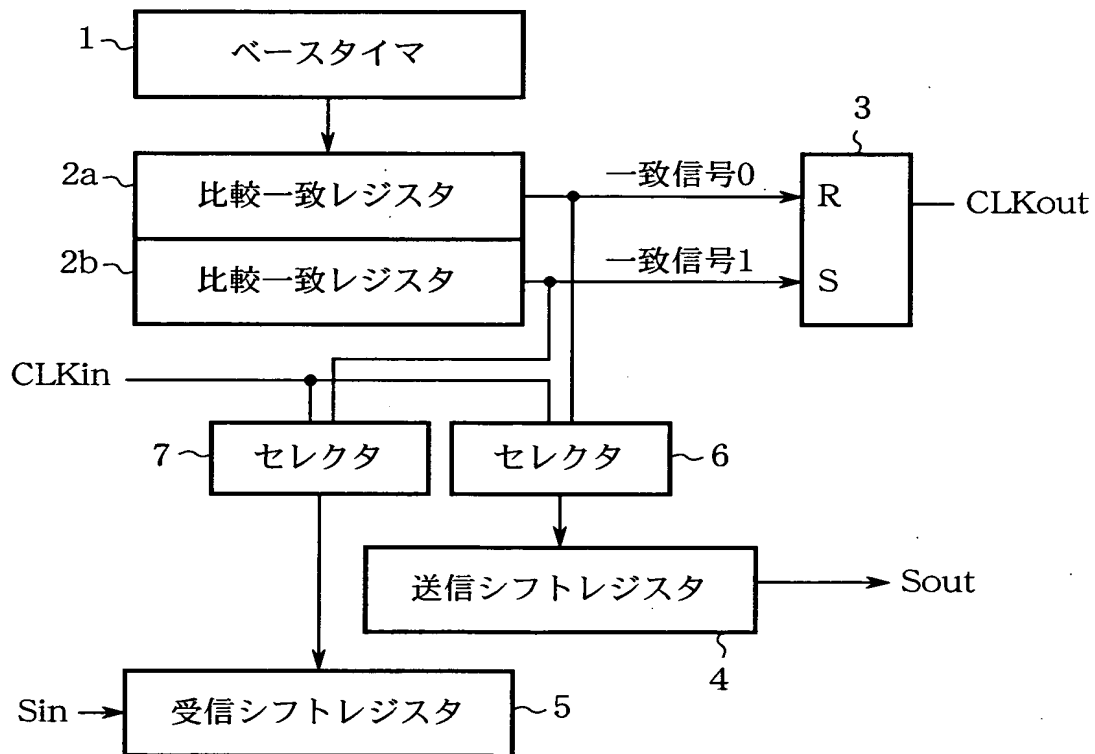 1
ベースタイマ
3
2a
比較一致レジスタ
一致信号0
R
CLKout
2b
比較一致レジスタ
一致信号1
S
CLKin
7
セレクタ
セレクタ
6
送信シフトレジスタ
Sout
4
Sin
受信シフトレジスタ
5